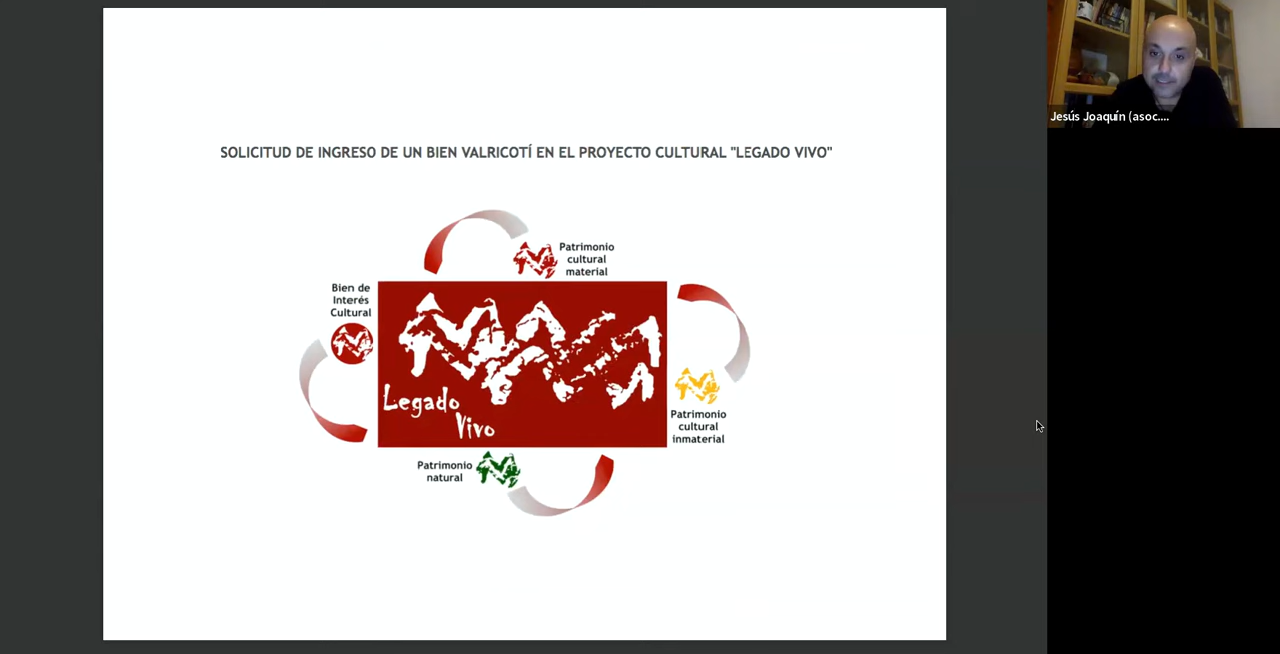 SOLICITUD DE INGRESO DE UN BIEN VALRICOTÍ EN EL PROYECTO CULTURAL "LEGADO VIVO"
Patrimonio
cultural
material
Bien de
Interés
Cultural
Legado
Vivo
Patrimonio
cultural
inmaterial
Patrimonio
natural
Jesús Joaquín (asoc....